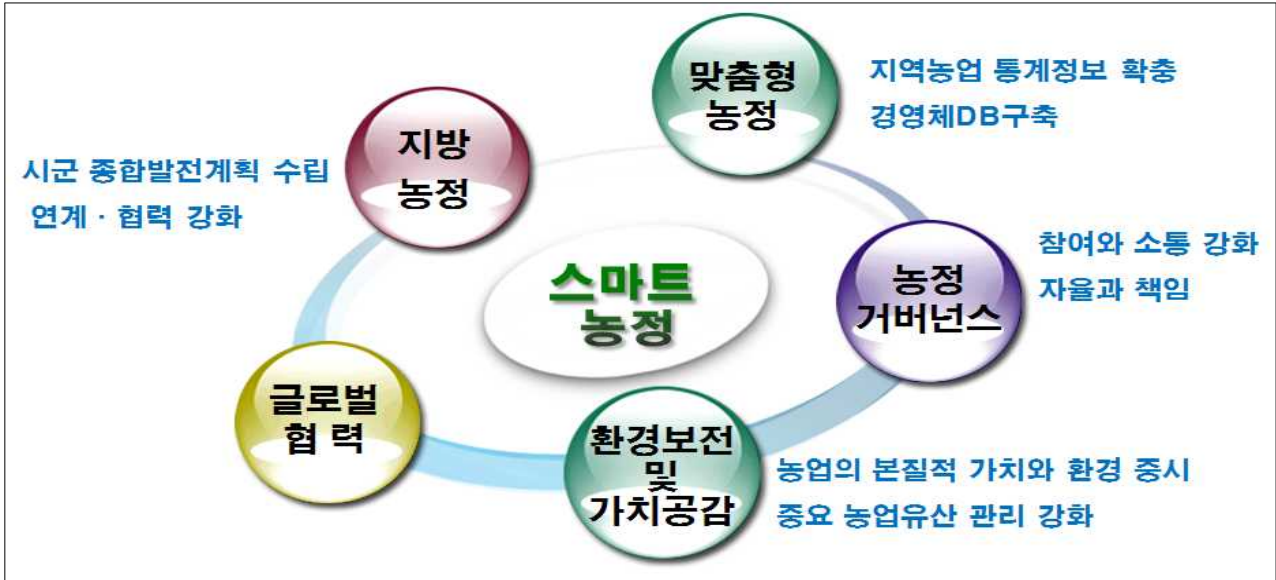 맞춤형
농정
지역농업 통계정보 확충
경영체DB구축
지방
농정
시군 종합발전계획 수립
연계 · 협력 강화
참여와 소통 강화
자율과 책임
농정
거버넌스
스마트
농정
글로벌
협 력
환경보전
및
가치공감
농업의 본질적 가치와 환경 중시
중요 농업유산 관리 강화